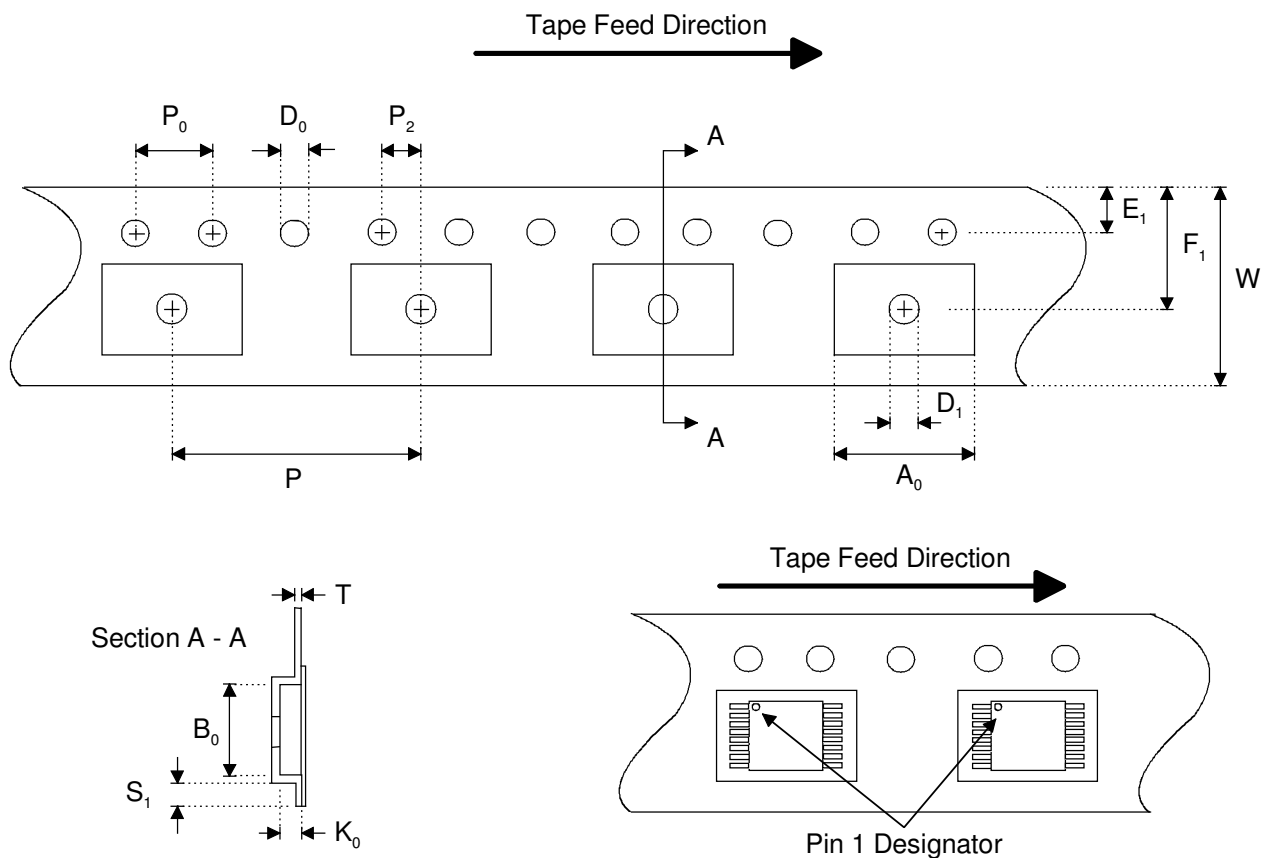 Tape Feed Direction
P₀
D₀
P₂
A
E₁
F₁
W
D₁
A
P
A₀
Tape Feed Direction
T
Section A - A
B₀
S₁
K₀
Pin 1 Designator